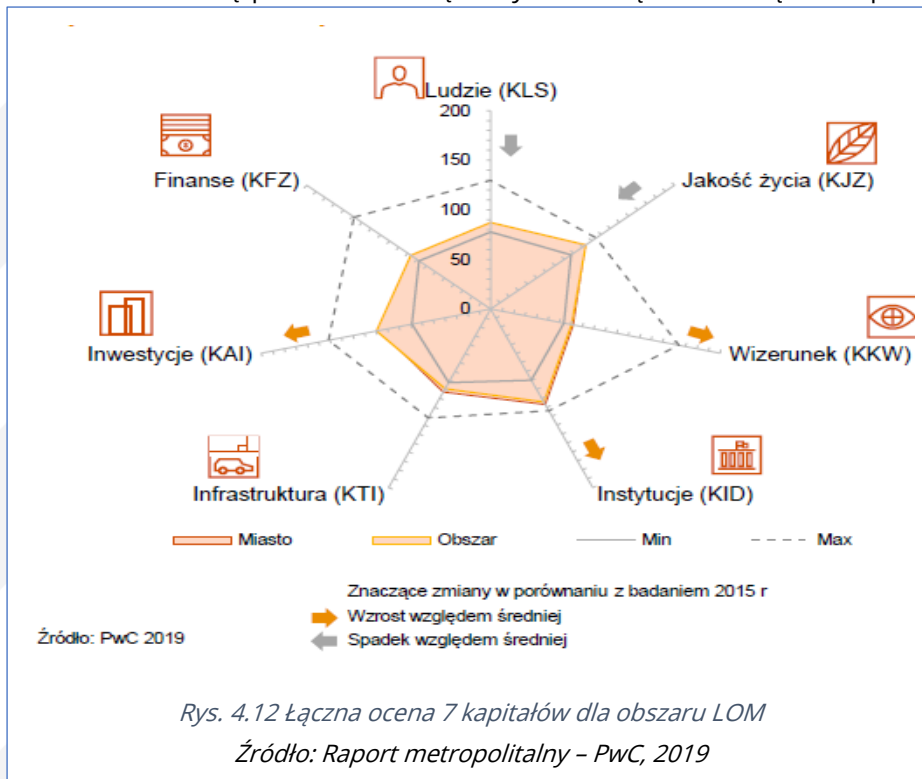 Ludzie (KLS)
200
150
100
50
0
Finanse (KFZ)
Jakość życia (KJZ)
Inwestycje (KAI)
Wizerunek (KKW)
Infrastruktura (KTI)
Instytucje (KID)
Miasto Obszar Min Max
Znaczące zmiany w porównaniu z badaniem 2015 r
Wzrost względem średniej
Źródło: PwC 2019
Spadek względem średniej
Rys. 4.12 Łączna ocena 7 kapitałów dla obszaru LOM
Źródło: Raport metropolitalny – PwC, 2019